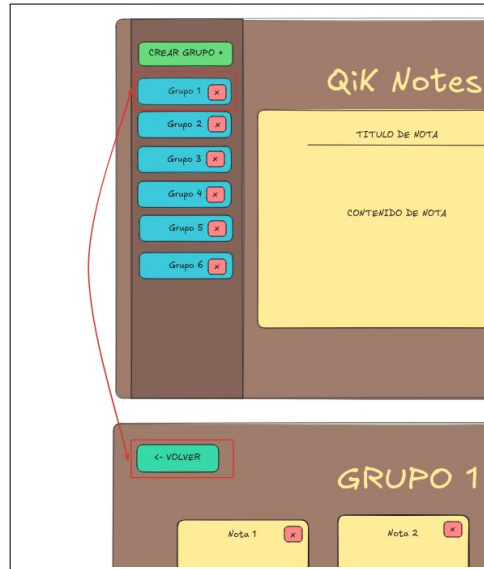 CREAR GRUPO +
QiK Notes
Grupo 1 x
Grupo 2 x
TITULO DE NOTA
Grupo 3 x
Grupo 4 x
CONTENIDO DE NOTA
Grupo 5 x
Grupo 6 x
<- VOLVER
GRUPO 1
Nota 1 x
Nota 2 x